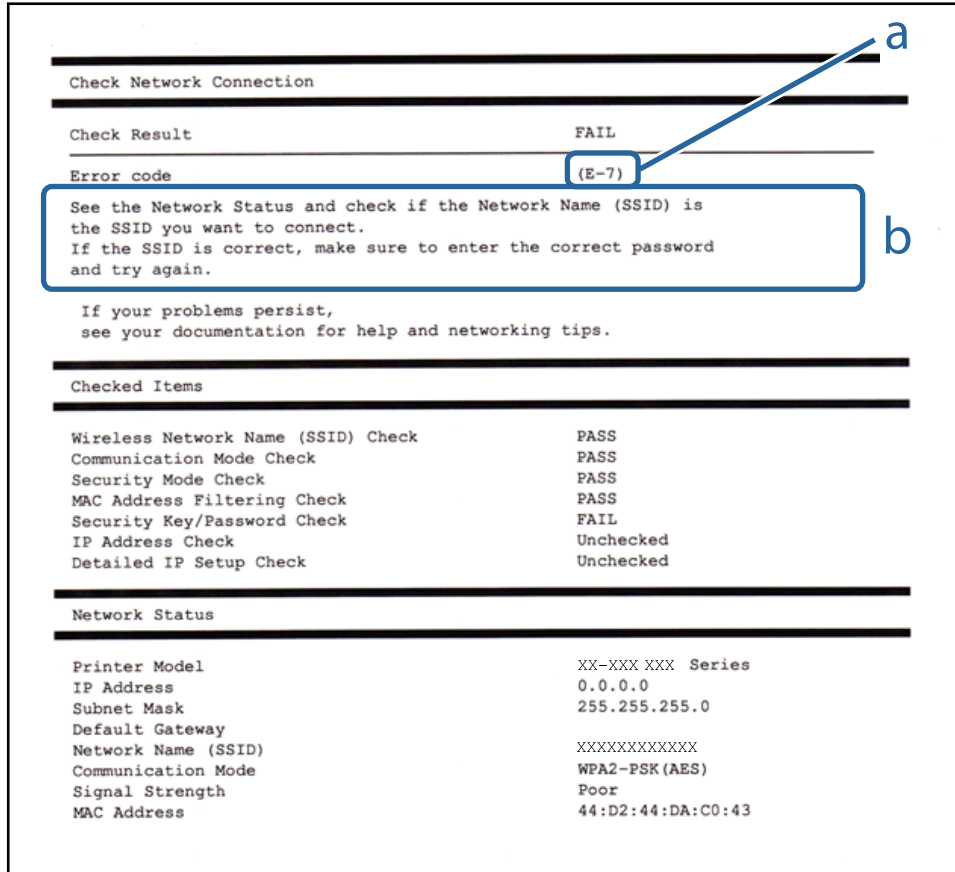 a
Check Network Connection
Check Result FAIL
Error code (E-7)
See the Network Status and check if the Network Name (SSID) is
the SSID you want to connect.
If the SSID is correct, make sure to enter the correct password
and try again.
b
If your problems persist,
see your documentation for help and networking tips.
Checked Items
Wireless Network Name (SSID) Check PASS
Communication Mode Check PASS
Security Mode Check PASS
MAC Address Filtering Check PASS
Security Key/Password Check FAIL
IP Address Check Unchecked
Detailed IP Setup Check Unchecked
Network Status
Printer Model XX-XXX XXX Series
IP Address 0.0.0.0
Subnet Mask 255.255.255.0
Default Gateway
Network Name (SSID) XXXXXXXXXXXX
Communication Mode WPA2-PSK(AES)
Signal Strength Poor
MAC Address 44:D2:44:DA:C0:43